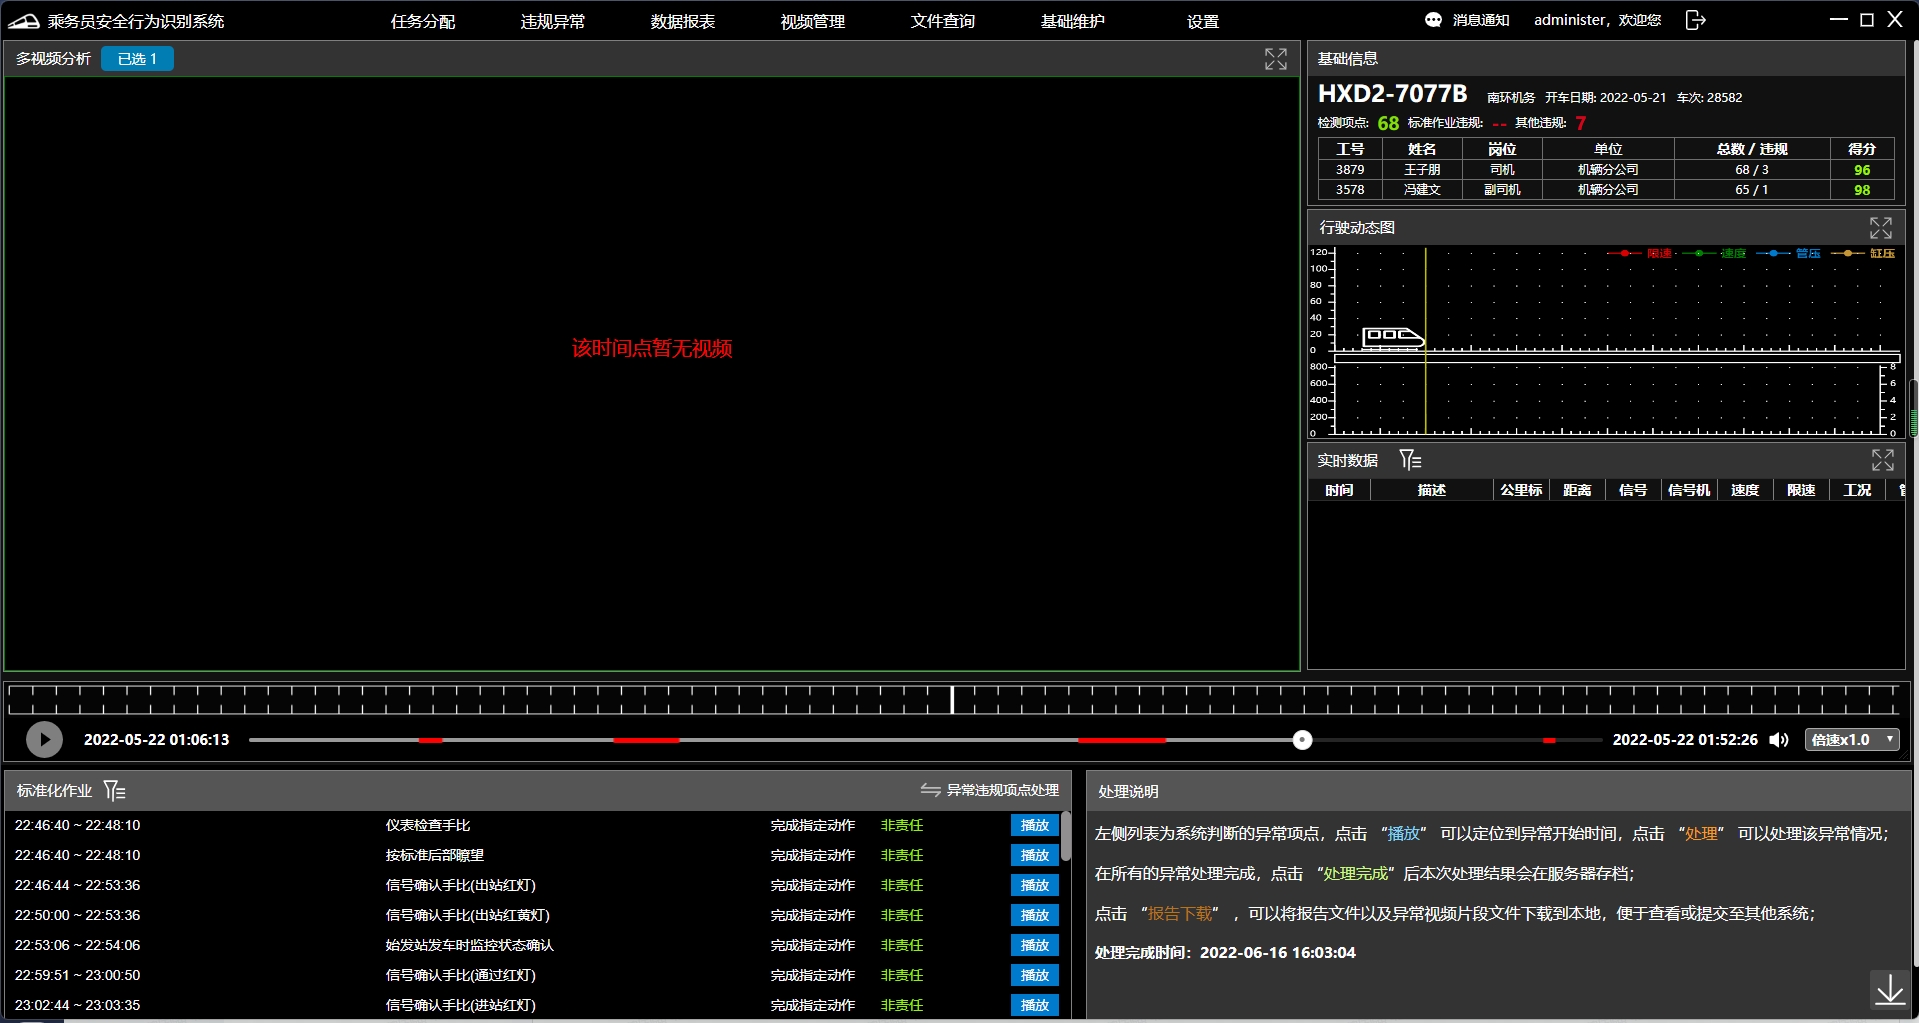 乘务员安全行为识别系统 任务分配 违规异常 数据报表 视频管理 文件查询 基础维护 设置 消息通知 administer，欢迎您
多视频分析 已选 1
该时间点暂无视频
基础信息
HXD2-7077B 南环机务 开车日期: 2022-05-21 车次: 28582
检测项点: 68 标准作业违规: -- 其他违规: 7
工号 姓名 岗位 单位 总数 / 违规 得分
3879 王子朋 司机 机辆分公司 68 / 3 96
3578 冯建文 副司机 机辆分公司 65 / 1 98
行驶动态图
限速 速度 管压 缸压
120
100
80
60
40
20
0
800 8
600 6
400 4
200 2
0 0
实时数据
时间 描述 公里标 距离 信号 信号机 速度 限速 工况
2022-05-22 01:06:13 2022-05-22 01:52:26 倍速x1.0
标准化作业 异常违规项点处理
22:46:40 ~ 22:48:10 仪表检查手比 完成指定动作 非责任 播放
22:46:40 ~ 22:48:10 按标准后部瞭望 完成指定动作 非责任 播放
22:46:44 ~ 22:53:36 信号确认手比(出站红灯) 完成指定动作 非责任 播放
22:50:00 ~ 22:53:36 信号确认手比(出站红黄灯) 完成指定动作 非责任 播放
22:53:06 ~ 22:54:06 始发站发车时监控状态确认 完成指定动作 非责任 播放
22:59:51 ~ 23:00:50 信号确认手比(通过红灯) 完成指定动作 非责任 播放
23:02:44 ~ 23:03:35 信号确认手比(进站红灯) 完成指定动作 非责任 播放
处理说明
左侧列表为系统判断的异常项点，点击 “播放” 可以定位到异常开始时间，点击 “处理” 可以处理该异常情况；
在所有的异常处理完成，点击 “处理完成” 后本次处理结果会在服务器存档；
点击 “报告下载” ，可以将报告文件以及异常视频片段文件下载到本地，便于查看或提交至其他系统；
处理完成时间：2022-06-16 16:03:04